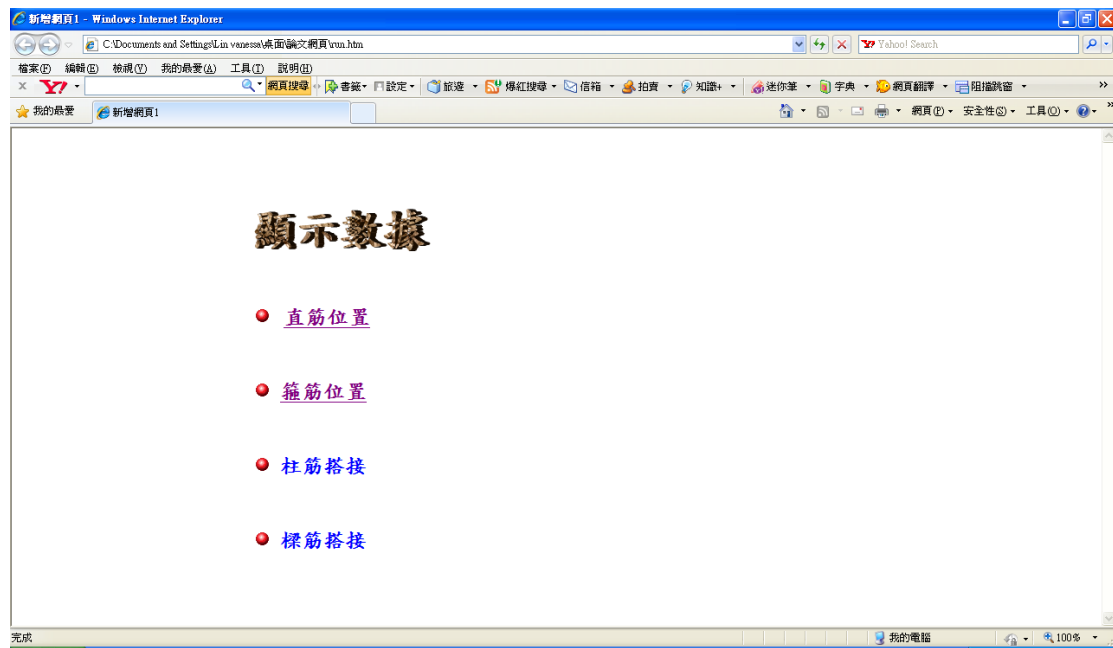 新增網頁1 - Windows Internet Explorer
C:\Documents and Settings\Lin vanessa\桌面\論文網頁\run.htm
Yahoo! Search
檔案(F) 編輯(E) 檢視(V) 我的最愛(A) 工具(T) 說明(H)
X Y! 網頁搜尋 書籤 設定 旅遊 爆紅搜尋 信箱 拍賣 知識+ 迷你筆 字典 網頁翻譯 阻擋跳窗 »
我的最愛 新增網頁1 網頁(P) 安全性(S) 工具(O) »
顯示數據
直筋位置
箍筋位置
柱筋搭接
樑筋搭接
完成 我的電腦 100%